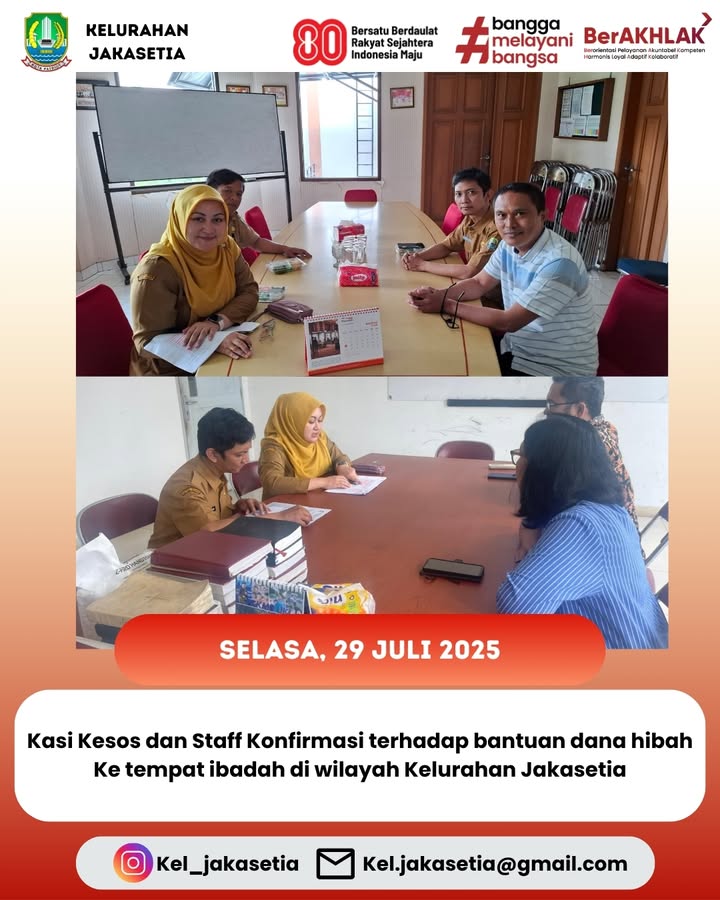 KELURAHAN
JAKASETIA
80
Bersatu Berdaulat
Rakyat Sejahtera
Indonesia Maju
#bangga
melayani
bangsa
BerAKHLAK
Berorientasi Pelayanan Akuntabel Kompeten
Harmonis Loyal Adaptif Kolaboratif
SELASA, 29 JULI 2025
Kasi Kesos dan Staff Konfirmasi terhadap bantuan dana hibah
Ke tempat ibadah di wilayah Kelurahan Jakasetia
Kel_jakasetia
Kel.jakasetia@gmail.com